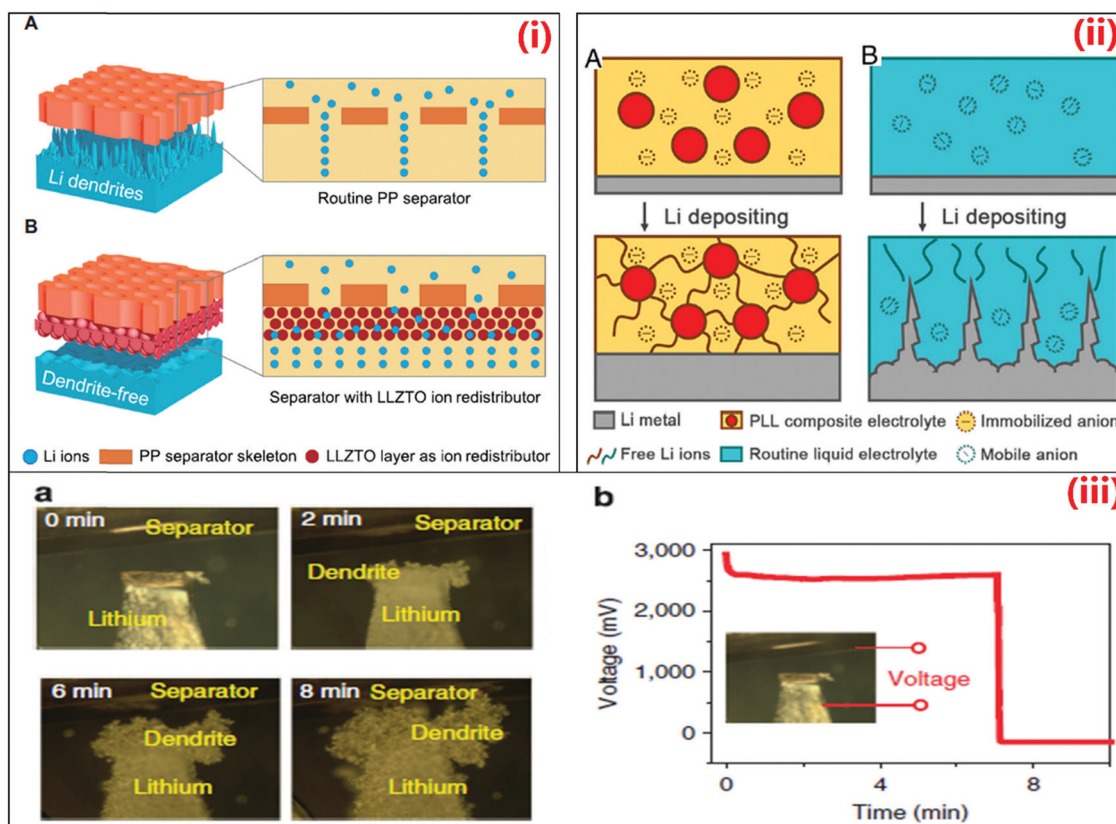 (i)
A
Li dendrites
Routine PP separator
B
Dendrite-free
Separator with LLZTO ion redistributor
Li ions PP separator skeleton LLZTO layer as ion redistributor
(ii)
A B
Li depositing Li depositing
Li metal PLL composite electrolyte Immobilized anion
Free Li ions Routine liquid electrolyte Mobile anion
(iii)
a
0 min Separator
Lithium
2 min Separator
Dendrite
Lithium
6 min Separator
Dendrite
Lithium
8 min Separator
Dendrite
Lithium
b
Voltage (mV)
3,000
2,000
1,000
0
Voltage
0 4 8
Time (min)